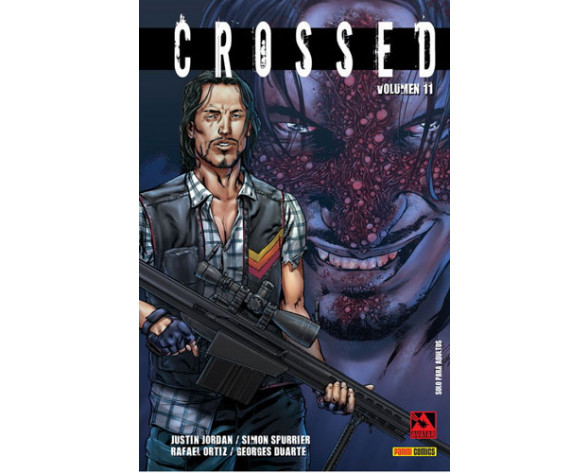 CROSSED
VOLUMEN 11
SOLO PARA ADULTOS
JUSTIN JORDAN / SIMON SPURRIER
RAFAEL ORTIZ / GEORGES DUARTE
PANINI COMICS